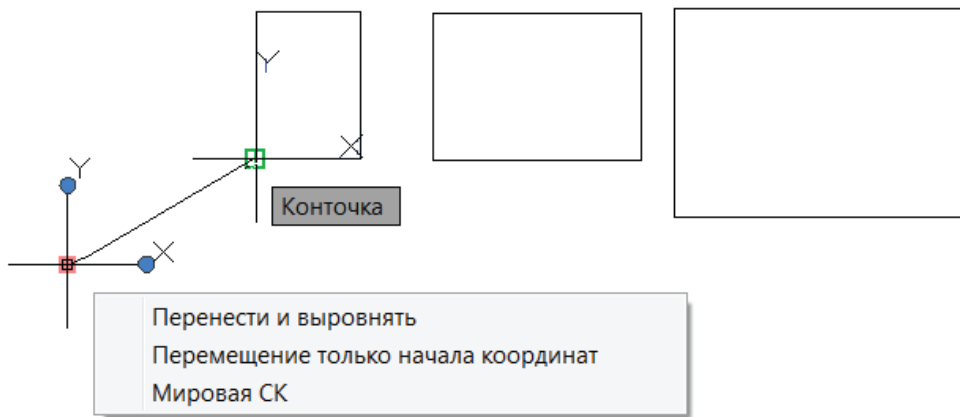 Y
X
Y
X
Конточка
Перенести и выровнять
Перемещение только начала координат
Мировая СК